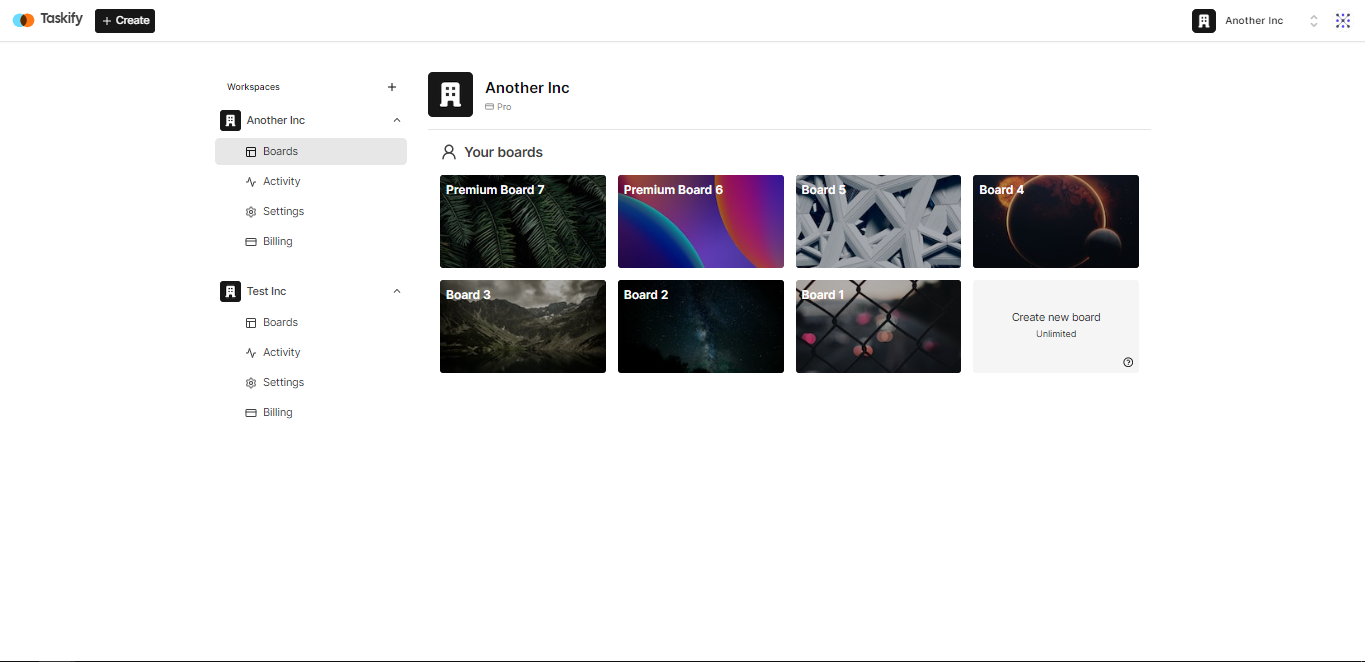 Taskify
+ Create
Another Inc
Workspaces
Another Inc
Boards
Activity
Settings
Billing
Test Inc
Boards
Activity
Settings
Billing
Another Inc
Pro
Your boards
Premium Board 7
Premium Board 6
Board 5
Board 4
Board 3
Board 2
Board 1
Create new board
Unlimited